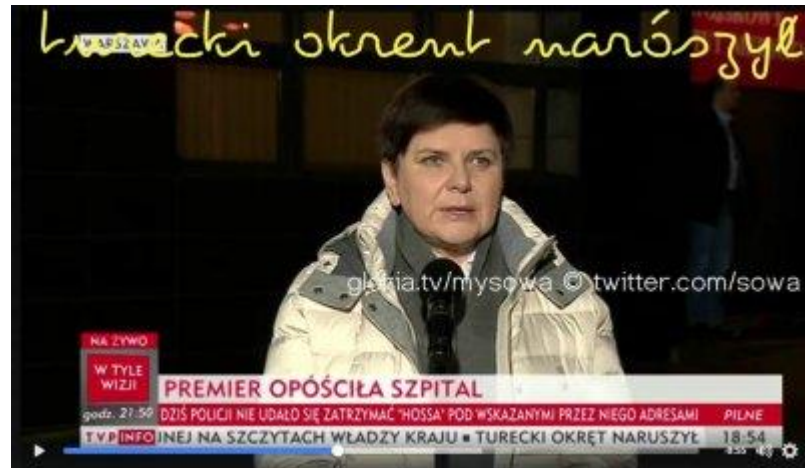 turecki okrent narószył
WARSZAWA
gloria.tv/mysowa © twitter.com/sowa
NA ŻYWO
W TYLE
WIZJI
PREMIER OPÓŚCIŁA SZPITAL
godz. 21:50 DZIŚ POLICJI NIE UDAŁO SIĘ ZATRZYMAĆ "HOSSA" POD WSKAZANYMI PRZEZ NIEGO ADRESAMI PILNE
TVP INFO JNEJ NA SZCZYTACH WŁADZY KRAJU ▪ TURECKI OKRĘT NARUSZYŁ 18:54